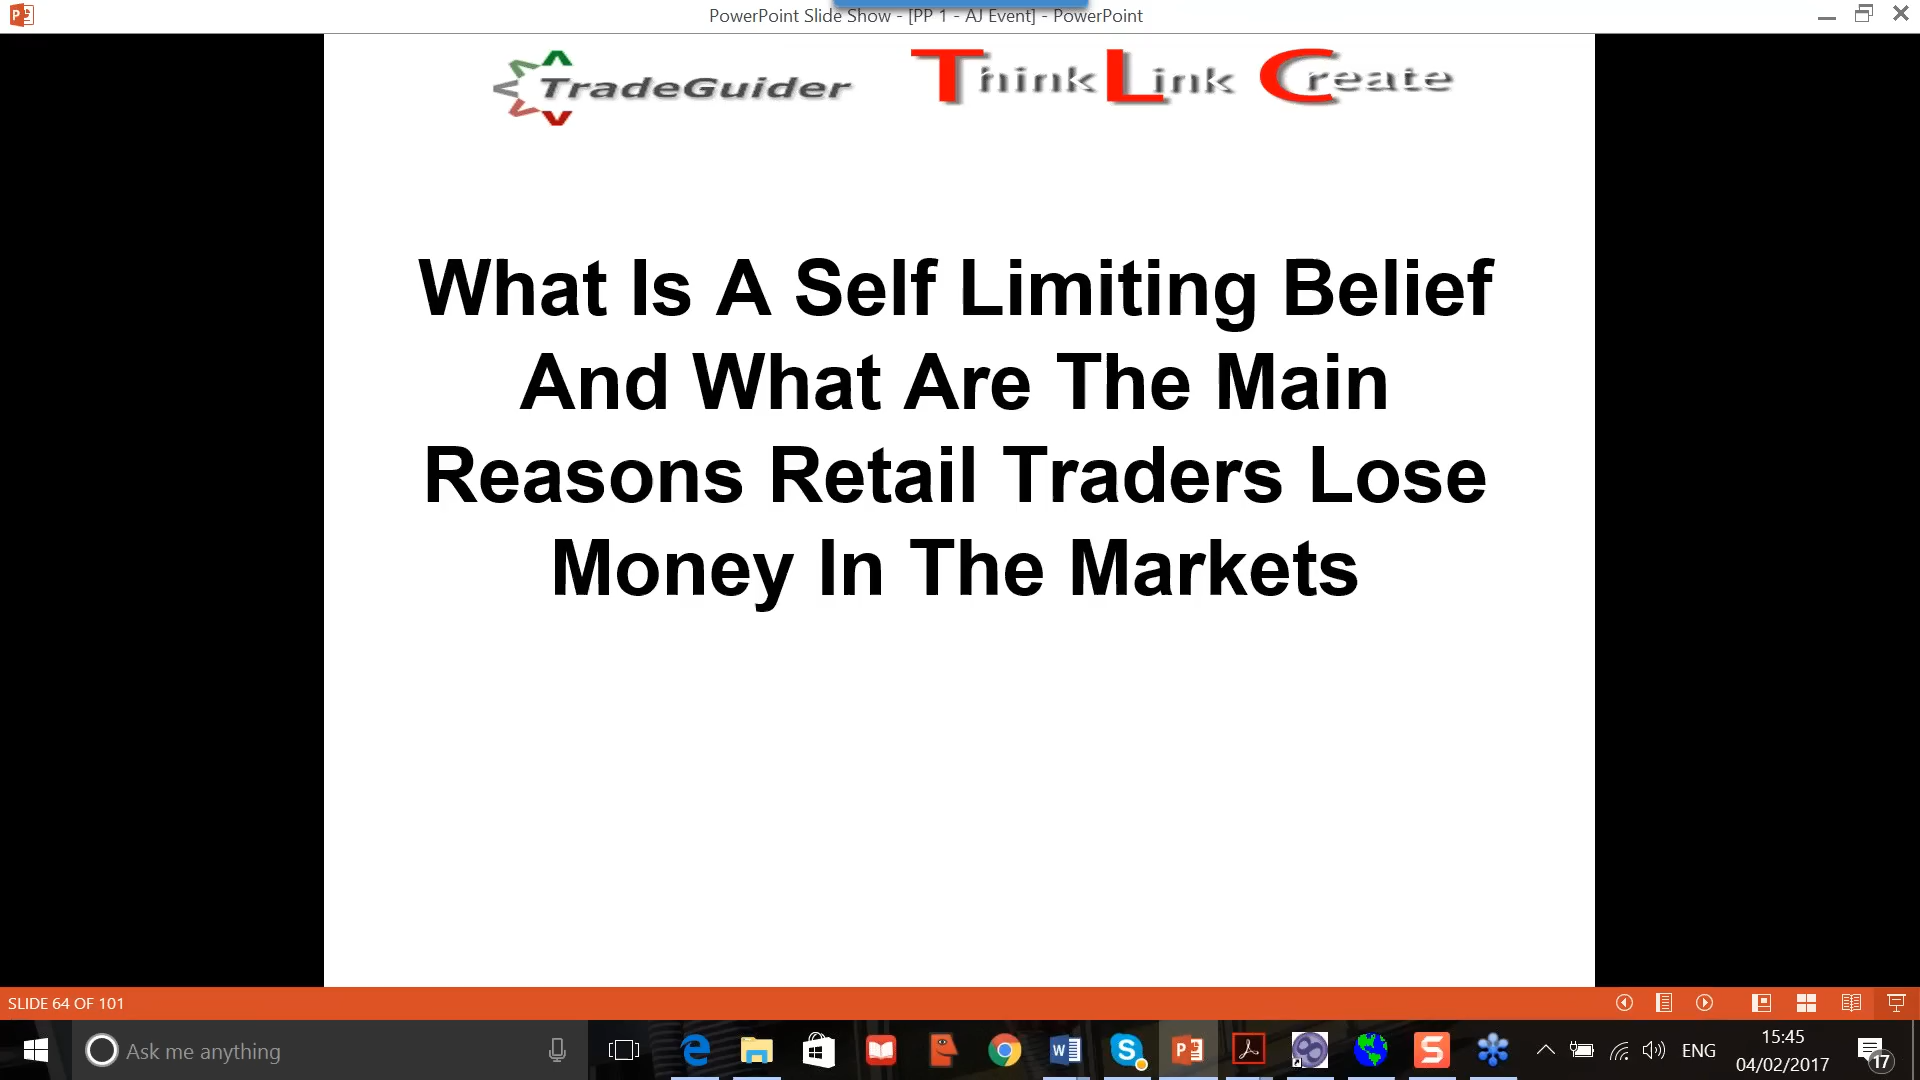 PowerPoint Slide Show - [PP 1 - AJ Event] - PowerPoint
TradeGuider
Think Link Create
What Is A Self Limiting Belief
And What Are The Main
Reasons Retail Traders Lose
Money In The Markets
SLIDE 64 OF 101
Ask me anything
ENG
15:45
04/02/2017
17